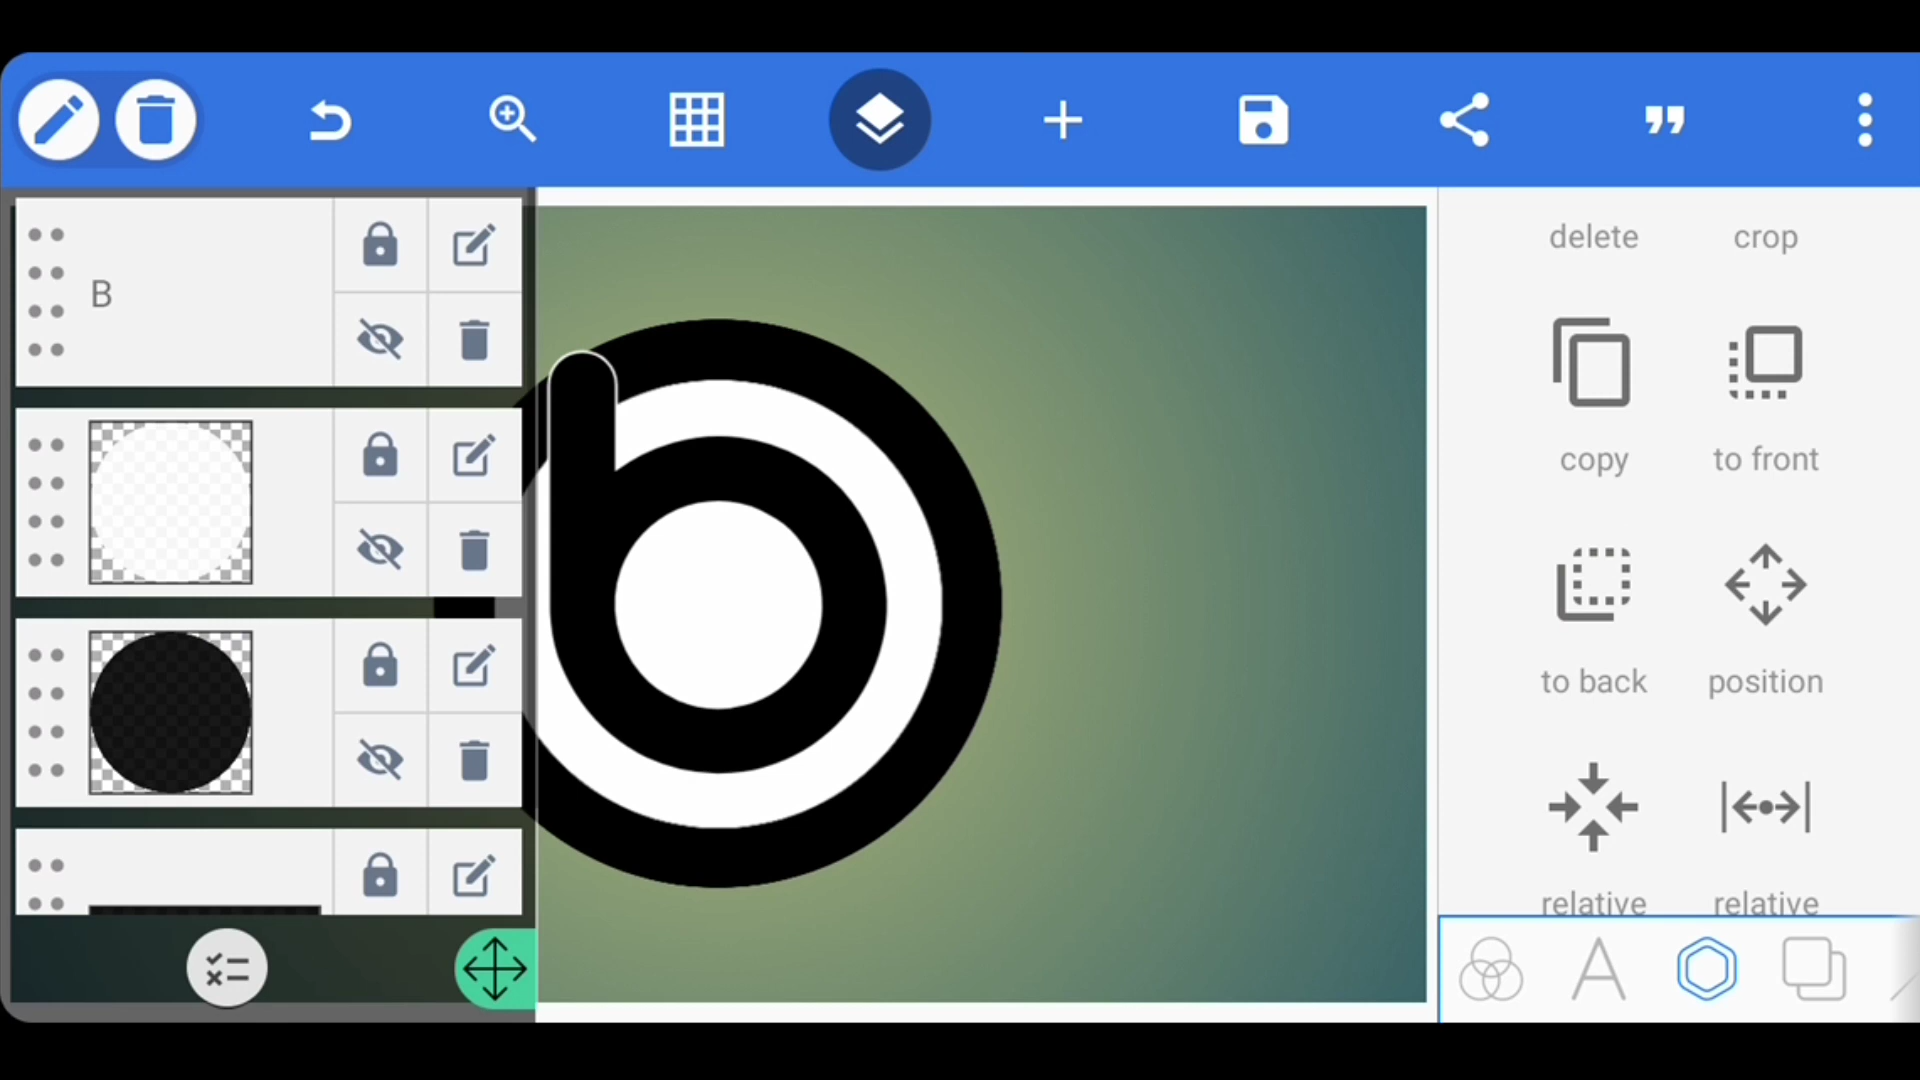 B
b
delete crop
copy to front
to back position
relative relative